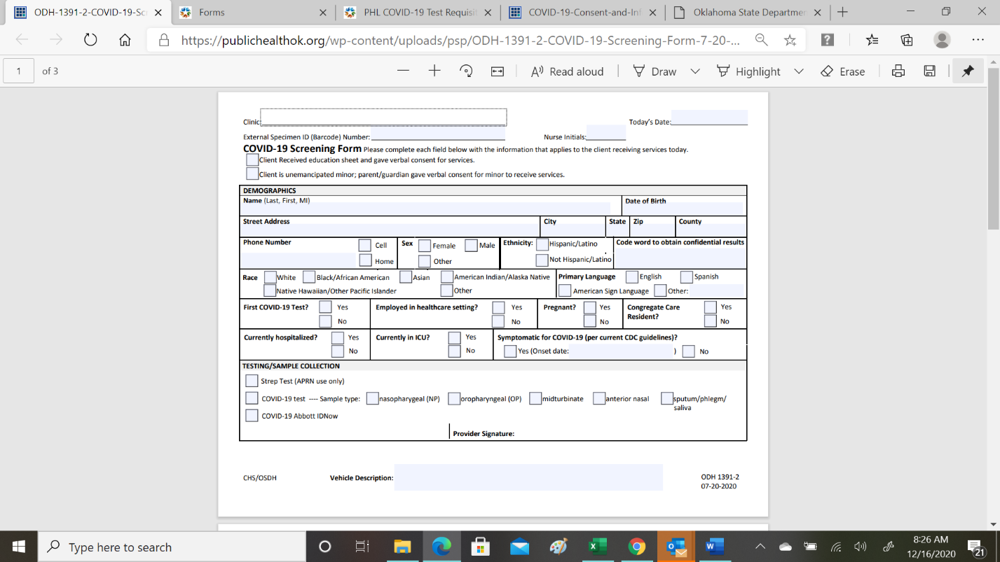 ODH-1391-2-COVID-19-Sc
Forms
PHL COVID-19 Test Requisit
COVID-19-Consent-and-Inf
Oklahoma State Departmen
https://publichealthok.org/wp-content/uploads/psp/ODH-1391-2-COVID-19-Screening-Form-7-20-...
1 of 3
Read aloud
Draw
Highlight
Erase
Clinic:
Today's Date:
External Specimen ID (Barcode) Number:
Nurse Initials:
COVID-19 Screening Form Please complete each field below with the information that applies to the client receiving services today.
Client Received education sheet and gave verbal consent for services.
Client is unemancipated minor; parent/guardian gave verbal consent for minor to receive services.
DEMOGRAPHICS
Name (Last, First, MI) Date of Birth
Street Address City State Zip County
Phone Number Cell Sex Female Male Ethnicity: Hispanic/Latino Code word to obtain confidential results
Home Other Not Hispanic/Latino
Race White Black/African American Asian American Indian/Alaska Native Primary Language English Spanish
Native Hawaiian/Other Pacific Islander Other American Sign Language Other:
First COVID-19 Test? Yes Employed in healthcare setting? Yes Pregnant? Yes Congregate Care Yes
No No No Resident? No
Currently hospitalized? Yes Currently in ICU? Yes Symptomatic for COVID-19 (per current CDC guidelines)?
No No Yes (Onset date: ) No
TESTING/SAMPLE COLLECTION
Strep Test (APRN use only)
COVID-19 test ---- Sample type: nasopharygeal (NP) oropharyngeal (OP) midturbinate anterior nasal sputum/phlegm/
saliva
COVID-19 Abbott IDNow
Provider Signature:
CHS/OSDH Vehicle Description: ODH 1391-2
07-20-2020
Type here to search
8:26 AM
12/16/2020
21